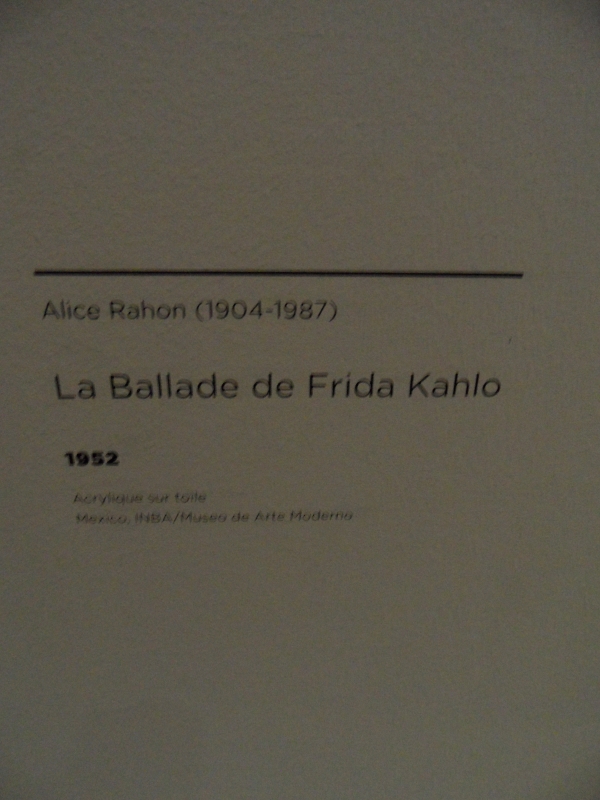 Alice Rahon (1904-1987)
La Ballade de Frida Kahlo
1952
Acrylique sur toile
Mexico, INBA/Museo de Arte Moderno